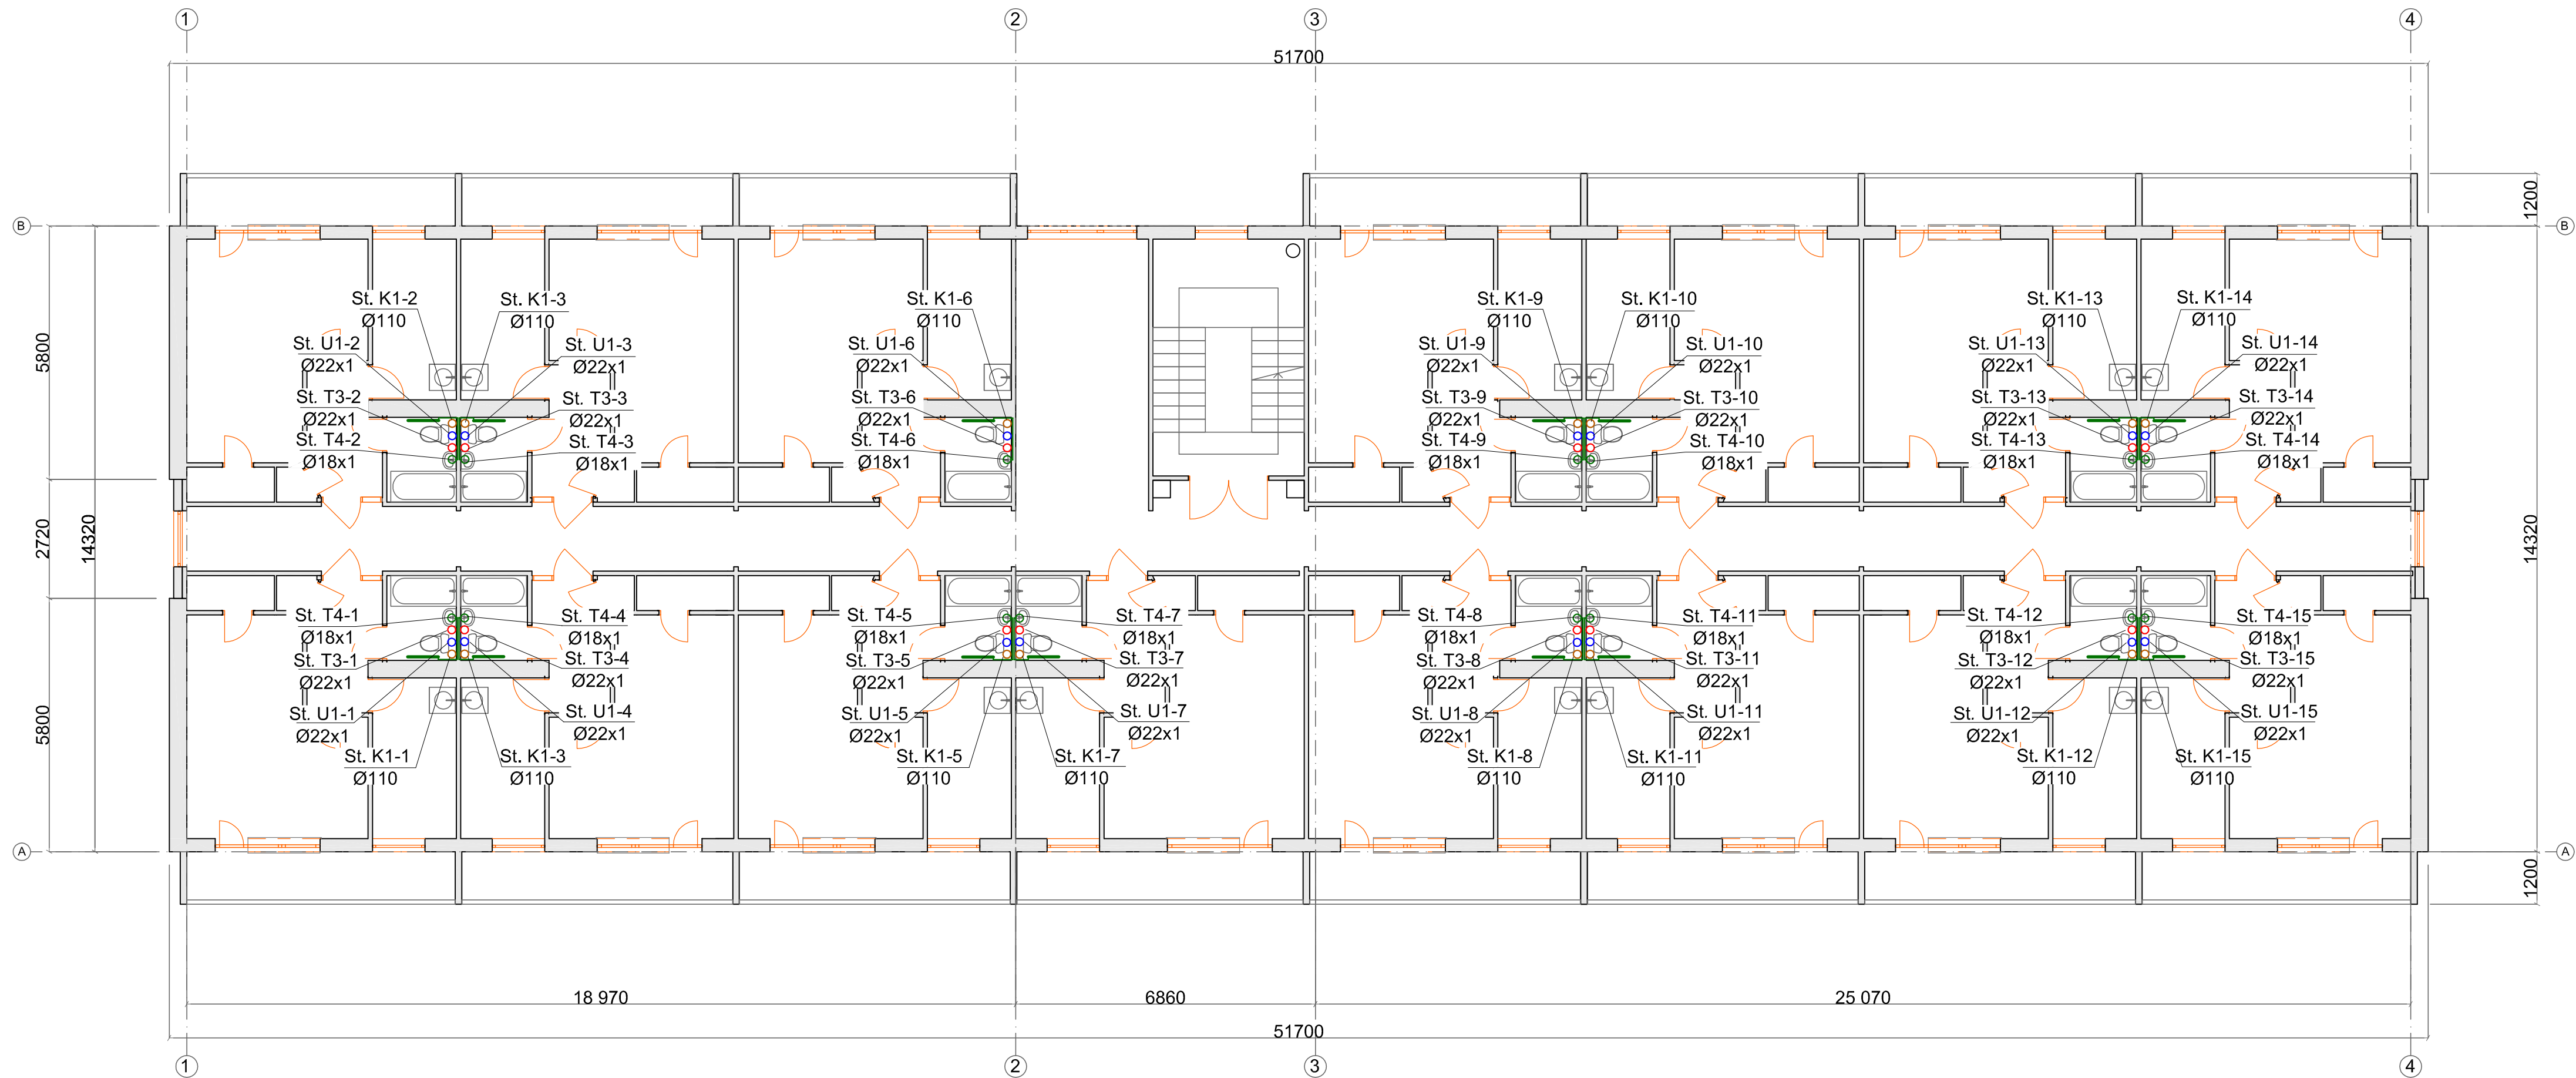 1
2
3
4
51700
1200
B
B
St. K1-2
Ø110
St. K1-3
Ø110
St. U1-2
Ø22x1
St. U1-3
Ø22x1
St. T3-2
Ø22x1
St. T3-3
Ø22x1
St. T4-2
Ø18x1
St. T4-3
Ø18x1
St. K1-6
Ø110
St. U1-6
Ø22x1
St. T3-6
Ø22x1
St. T4-6
Ø18x1
St. K1-9
Ø110
St. K1-10
Ø110
St. U1-9
Ø22x1
St. U1-10
Ø22x1
St. T3-9
Ø22x1
St. T3-10
Ø22x1
St. T4-9
Ø18x1
St. T4-10
Ø18x1
St. K1-13
Ø110
St. K1-14
Ø110
St. U1-13
Ø22x1
St. U1-14
Ø22x1
St. T3-13
Ø22x1
St. T3-14
Ø22x1
St. T4-13
Ø18x1
St. T4-14
Ø18x1
5800
2720
14320
14320
5800
St. T4-1
Ø18x1
St. T4-4
Ø18x1
St. T3-1
Ø22x1
St. T3-4
Ø22x1
St. U1-1
Ø22x1
St. U1-4
Ø22x1
St. K1-1
Ø110
St. K1-3
Ø110
St. T4-5
Ø18x1
St. T4-7
Ø18x1
St. T3-5
Ø22x1
St. T3-7
Ø22x1
St. U1-5
Ø22x1
St. U1-7
Ø22x1
St. K1-5
Ø110
St. K1-7
Ø110
St. T4-8
Ø18x1
St. T4-11
Ø18x1
St. T3-8
Ø22x1
St. T3-11
Ø22x1
St. U1-8
Ø22x1
St. U1-11
Ø22x1
St. K1-8
Ø110
St. K1-11
Ø110
St. T4-12
Ø18x1
St. T4-15
Ø18x1
St. T3-12
Ø22x1
St. T3-15
Ø22x1
St. U1-12
Ø22x1
St. U1-15
Ø22x1
St. K1-12
Ø110
St. K1-15
Ø110
A
A
1200
18 970
6860
25 070
51700
1
2
3
4